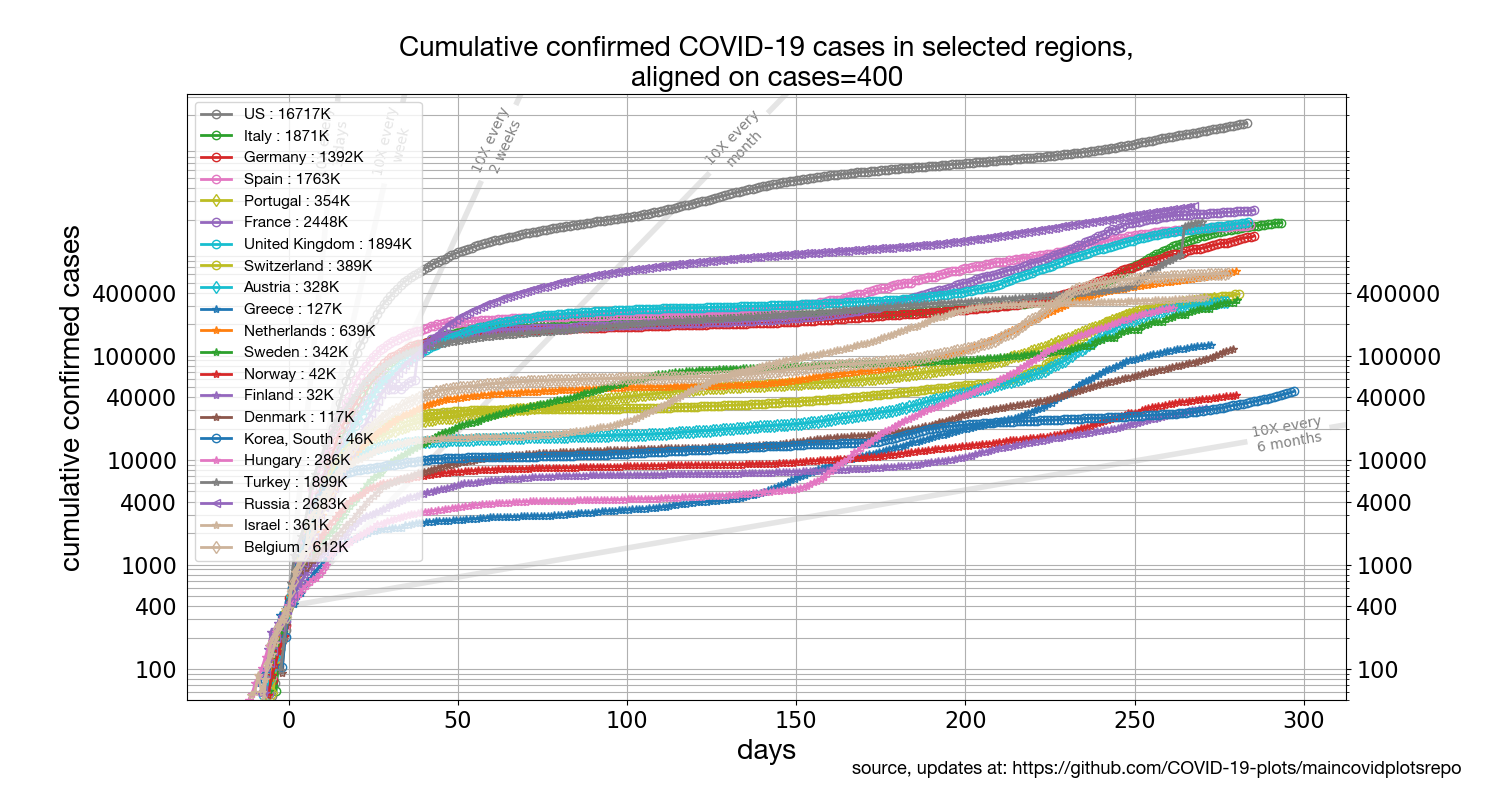 Cumulative confirmed COVID-19 cases in selected regions,
aligned on cases=400
US : 16717K
Italy : 1871K
Germany : 1392K
Spain : 1763K
Portugal : 354K
France : 2448K
United Kingdom : 1894K
Switzerland : 389K
Austria : 328K
Greece : 127K
Netherlands : 639K
Sweden : 342K
Norway : 42K
Finland : 32K
Denmark : 117K
Korea, South : 46K
Hungary : 286K
Turkey : 1899K
Russia : 2683K
Israel : 361K
Belgium : 612K
days
10X every
week
10X every
2 weeks
10X every
month
10X every
6 months
cumulative confirmed cases
400000
100000
40000
10000
4000
1000
400
100
400000
100000
40000
10000
4000
1000
400
100
0 50 100 150 200 250 300
days
source, updates at: https://github.com/COVID-19-plots/maincovidplotsrepo